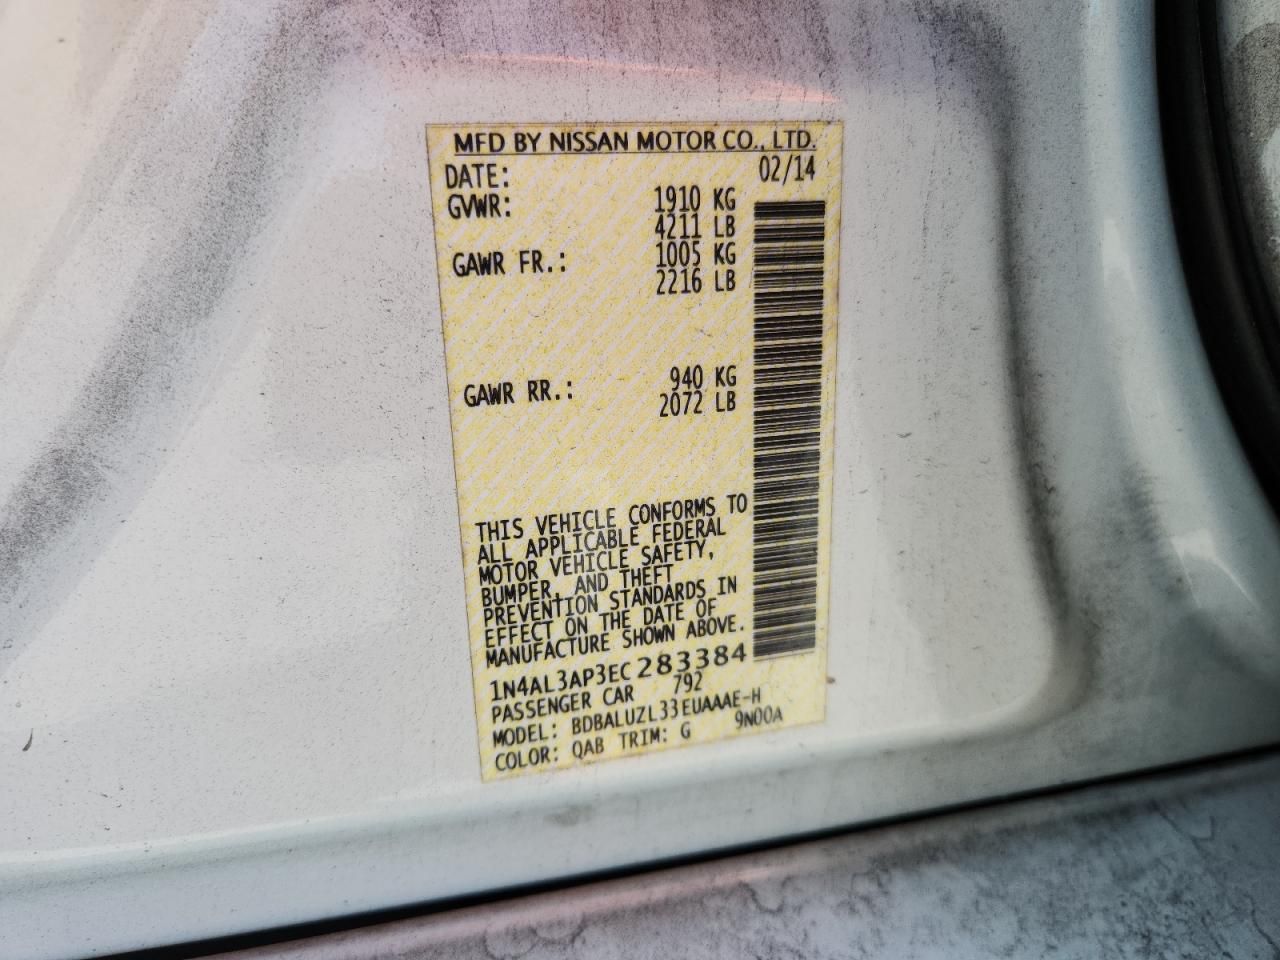 MFD BY NISSAN MOTOR CO., LTD.
DATE: 02/14
GVWR: 1910 KG
4211 LB
GAWR FR.: 1005 KG
2216 LB
GAWR RR.: 940 KG
2072 LB
THIS VEHICLE CONFORMS TO
ALL APPLICABLE FEDERAL
MOTOR VEHICLE SAFETY,
BUMPER, AND THEFT
PREVENTION STANDARDS IN
EFFECT ON THE DATE OF
MANUFACTURE SHOWN ABOVE.
1N4AL3AP3EC283384
PASSENGER CAR 792
MODEL: BDBALUZL33EUAAAE-H
COLOR: QAB TRIM: G 9N00A